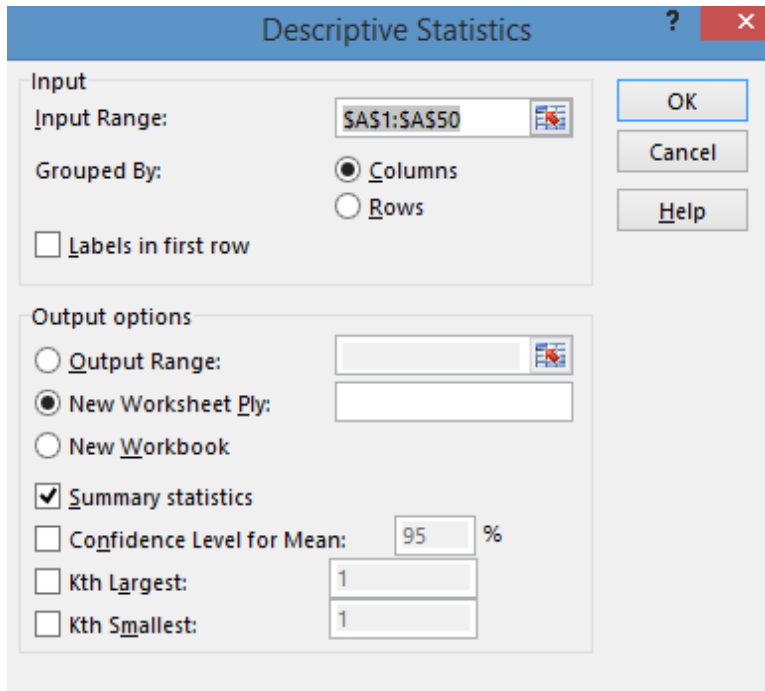 Descriptive Statistics
?
Input
Input Range:
$A$1:$A$50
OK
Cancel
Help
Grouped By:
Columns
Rows
Labels in first row
Output options
Output Range:
New Worksheet Ply:
New Workbook
Summary statistics
Confidence Level for Mean: 95 %
Kth Largest: 1
Kth Smallest: 1